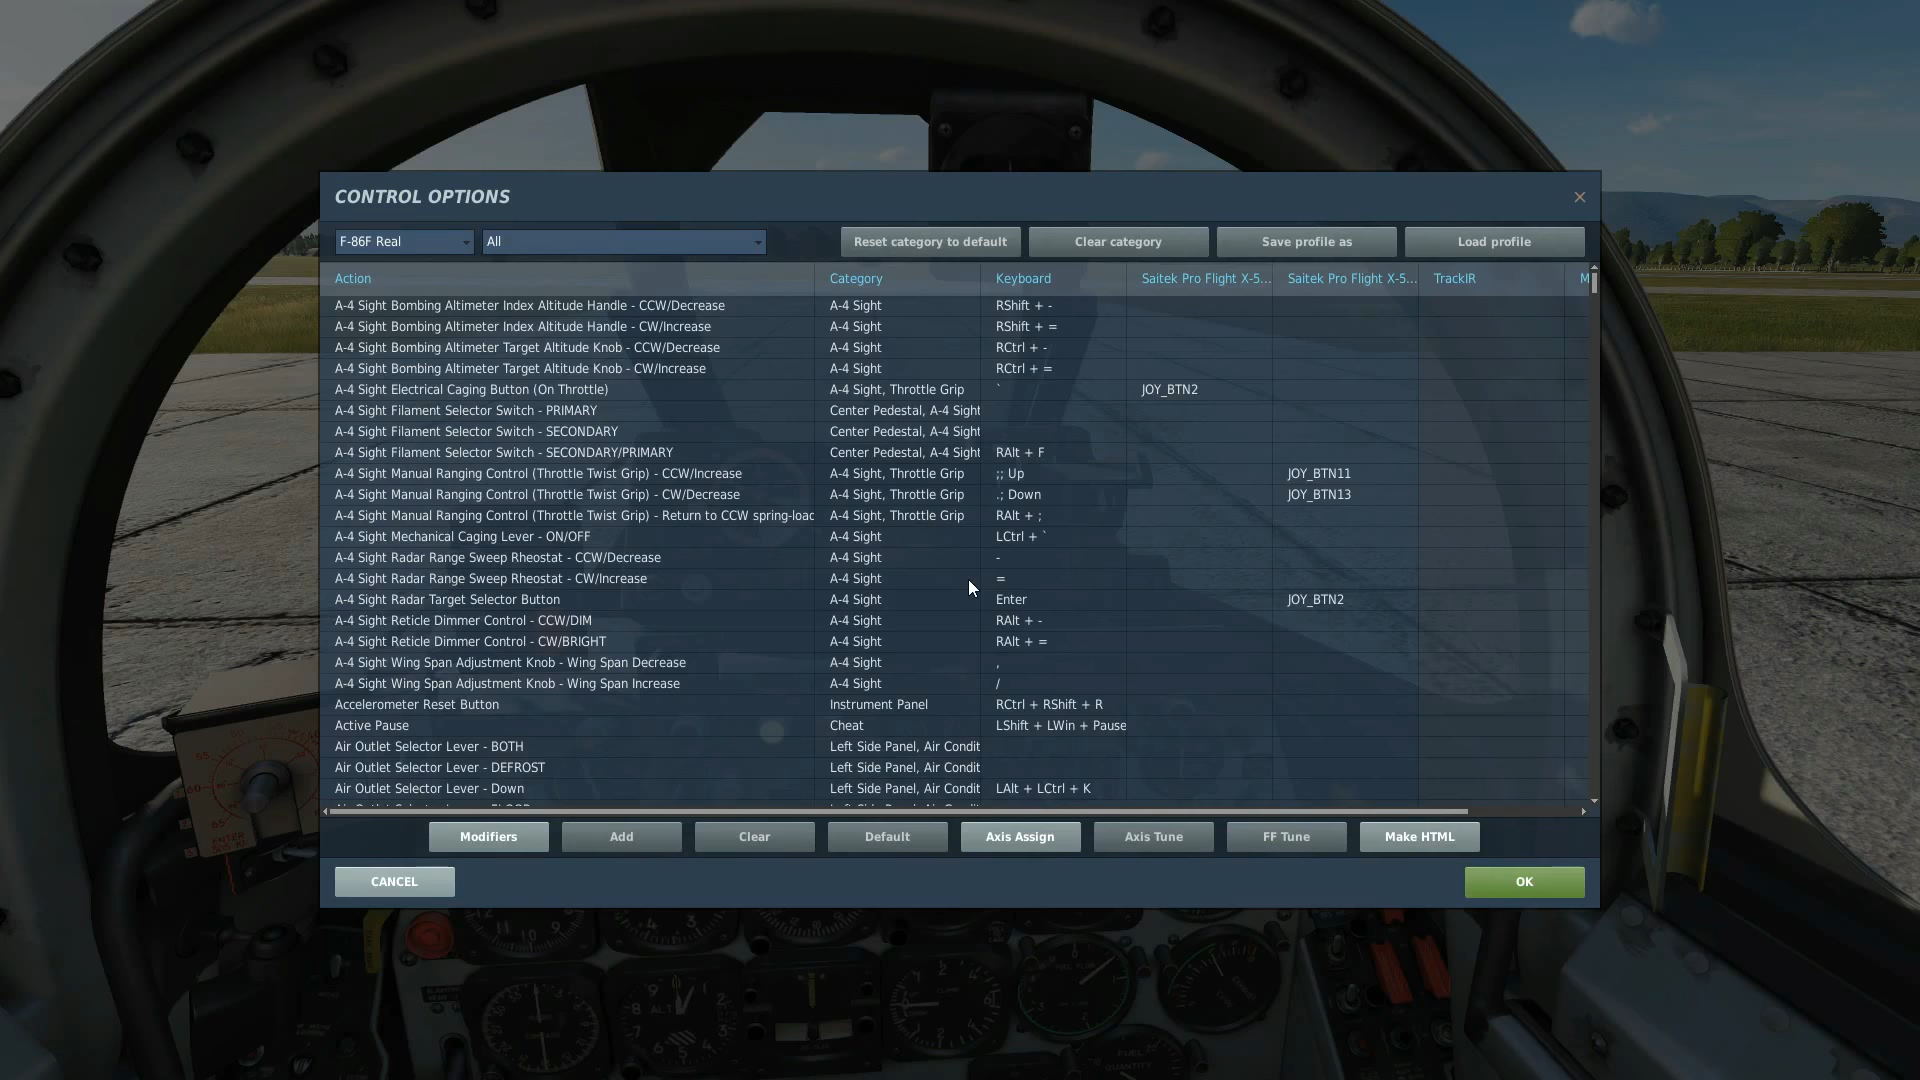 CONTROL OPTIONS
F-86F Real All Reset category to default Clear category Save profile as Load profile
Action Category Keyboard Saitek Pro Flight X-5... Saitek Pro Flight X-5... TrackIR M
A-4 Sight Bombing Altimeter Index Altitude Handle - CCW/Decrease A-4 Sight RShift + -
A-4 Sight Bombing Altimeter Index Altitude Handle - CW/Increase A-4 Sight RShift + =
A-4 Sight Bombing Altimeter Target Altitude Knob - CCW/Decrease A-4 Sight RCtrl + -
A-4 Sight Bombing Altimeter Target Altitude Knob - CW/Increase A-4 Sight RCtrl + =
A-4 Sight Electrical Caging Button (On Throttle) A-4 Sight, Throttle Grip ` JOY_BTN2
A-4 Sight Filament Selector Switch - PRIMARY Center Pedestal, A-4 Sight
A-4 Sight Filament Selector Switch - SECONDARY Center Pedestal, A-4 Sight
A-4 Sight Filament Selector Switch - SECONDARY/PRIMARY Center Pedestal, A-4 Sight RAlt + F
A-4 Sight Manual Ranging Control (Throttle Twist Grip) - CCW/Increase A-4 Sight, Throttle Grip ;; Up JOY_BTN11
A-4 Sight Manual Ranging Control (Throttle Twist Grip) - CW/Decrease A-4 Sight, Throttle Grip .; Down JOY_BTN13
A-4 Sight Manual Ranging Control (Throttle Twist Grip) - Return to CCW spring-loac A-4 Sight, Throttle Grip RAlt + ;
A-4 Sight Mechanical Caging Lever - ON/OFF A-4 Sight LCtrl + `
A-4 Sight Radar Range Sweep Rheostat - CCW/Decrease A-4 Sight -
A-4 Sight Radar Range Sweep Rheostat - CW/Increase A-4 Sight =
A-4 Sight Radar Target Selector Button A-4 Sight Enter JOY_BTN2
A-4 Sight Reticle Dimmer Control - CCW/DIM A-4 Sight RAlt + -
A-4 Sight Reticle Dimmer Control - CW/BRIGHT A-4 Sight RAlt + =
A-4 Sight Wing Span Adjustment Knob - Wing Span Decrease A-4 Sight ,
A-4 Sight Wing Span Adjustment Knob - Wing Span Increase A-4 Sight /
Accelerometer Reset Button Instrument Panel RCtrl + RShift + R
Active Pause Cheat LShift + LWin + Pause
Air Outlet Selector Lever - BOTH Left Side Panel, Air Condit
Air Outlet Selector Lever - DEFROST Left Side Panel, Air Condit
Air Outlet Selector Lever - Down Left Side Panel, Air Condit LAlt + LCtrl + K
Modifiers Add Clear Default Axis Assign Axis Tune FF Tune Make HTML
CANCEL OK